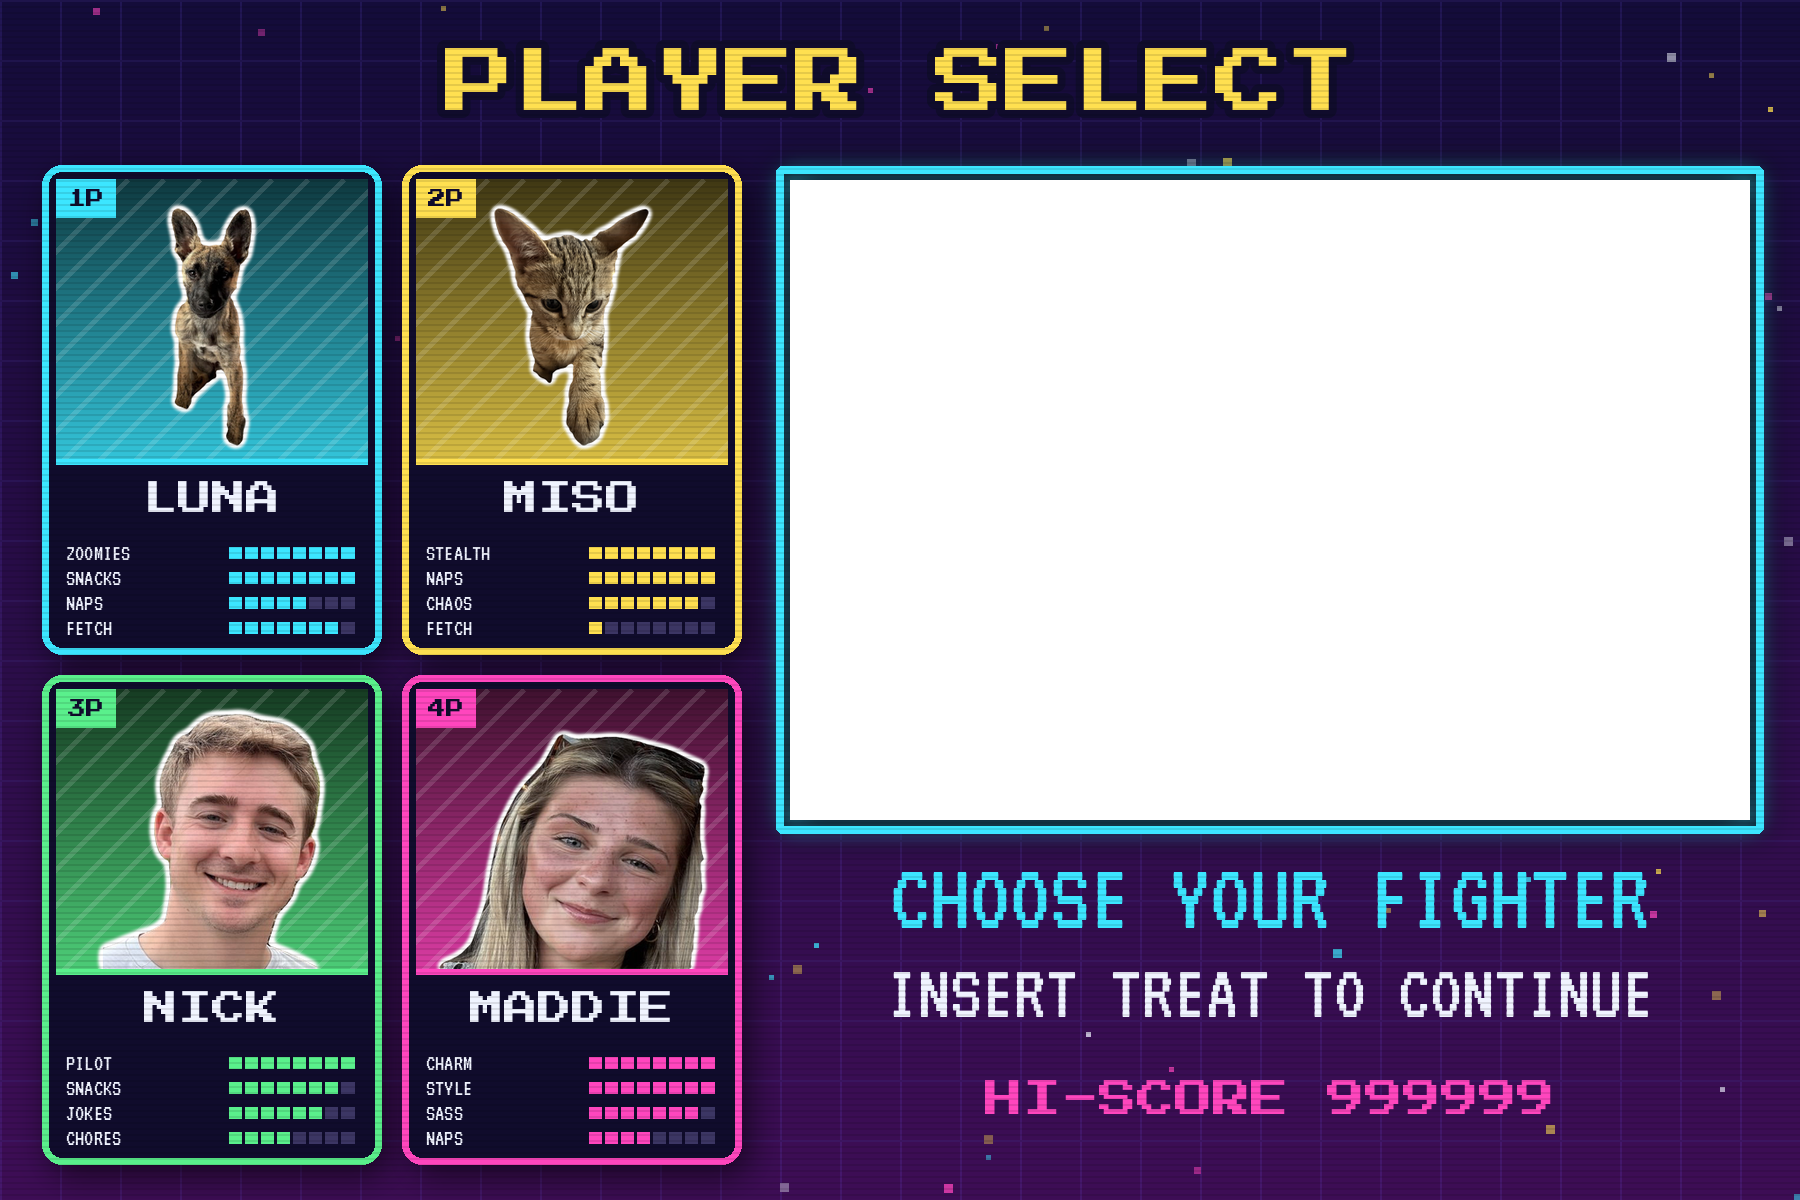 PLAYER SELECT
1P
LUNA
ZOOMIES
SNACKS
NAPS
FETCH
2P
MISO
STEALTH
NAPS
CHAOS
FETCH
3P
NICK
PILOT
SNACKS
JOKES
CHORES
4P
MADDIE
CHARM
STYLE
SASS
NAPS
CHOOSE YOUR FIGHTER
INSERT TREAT TO CONTINUE
HI-SCORE 999999